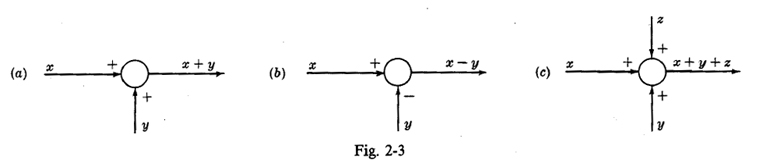 z
(a) x + x + y (b) x + x − y (c) x + + x + y + z
+ − +
y y y
Fig. 2-3